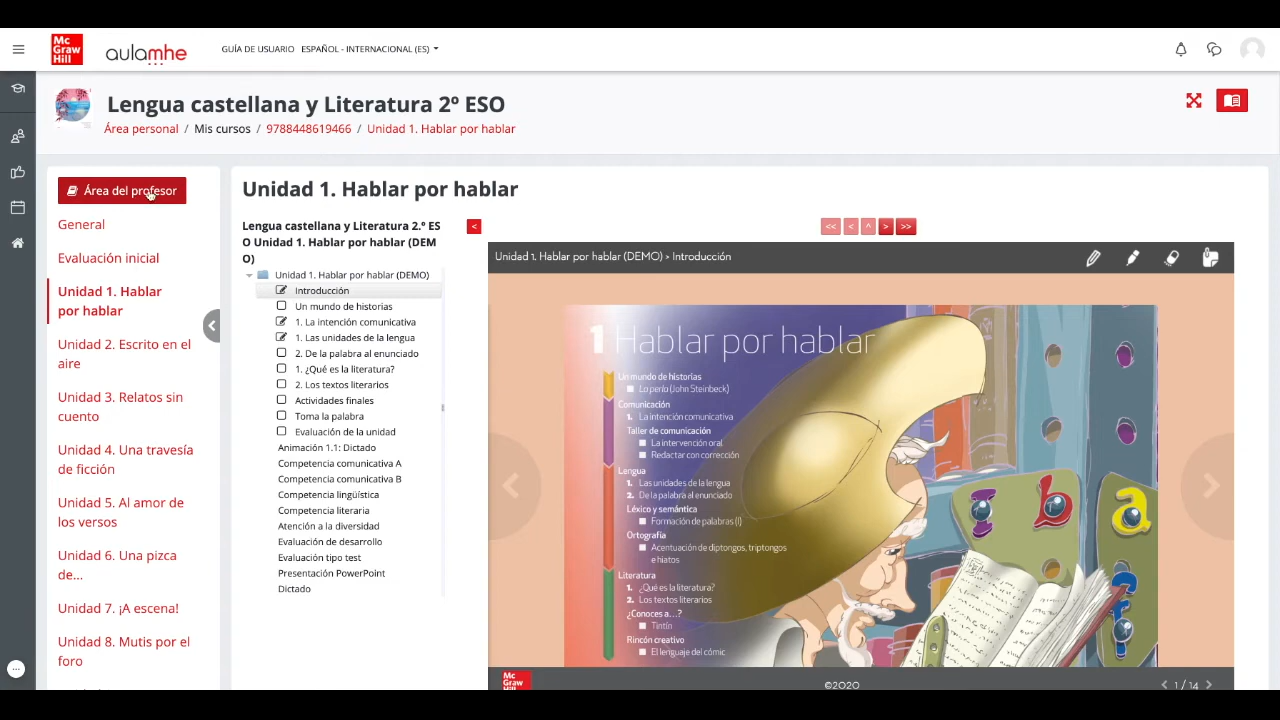 Mc
Graw
Hill
aulamhe
GUÍA DE USUARIO ESPAÑOL - INTERNACIONAL (ES)
Lengua castellana y Literatura 2º ESO
Área personal / Mis cursos / 9788448619466 / Unidad 1. Hablar por hablar
Área del profesor
General
Evaluación inicial
Unidad 1. Hablar
por hablar
Unidad 2. Escrito en el
aire
Unidad 3. Relatos sin
cuento
Unidad 4. Una travesía
de ficción
Unidad 5. Al amor de
los versos
Unidad 6. Una pizca
de...
Unidad 7. ¡A escena!
Unidad 8. Mutis por el
foro
Unidad 1. Hablar por hablar
Lengua castellana y Literatura 2.º ES
O Unidad 1. Hablar por hablar (DEM
O)
Unidad 1. Hablar por hablar (DEMO)
Introducción
Un mundo de historias
1. La intención comunicativa
1. Las unidades de la lengua
2. De la palabra al enunciado
1. ¿Qué es la literatura?
2. Los textos literarios
Actividades finales
Toma la palabra
Evaluación de la unidad
Animación 1.1: Dictado
Competencia comunicativa A
Competencia comunicativa B
Competencia lingüística
Competencia literaria
Atención a la diversidad
Evaluación de desarrollo
Evaluación tipo test
Presentación PowerPoint
Dictado
<
<< < ^ > >>
Unidad 1. Hablar por hablar (DEMO) › Introducción
1 Hablar por hablar
Un mundo de historias
La perla (John Steinbeck)
Comunicación
1. La intención comunicativa
Taller de comunicación
La intervención oral
Redactar con corrección
Lengua
1. Las unidades de la lengua
2. De la palabra al enunciado
Léxico y semántica
Formación de palabras (I)
Ortografía
Acentuación de diptongos, triptongos
e hiatos
Literatura
1. ¿Qué es la literatura?
2. Los textos literarios
¿Conoces a...?
Tintín
Rincón creativo
El lenguaje del cómic
I b a
f
Mc
Graw
Hill
©2020
1 / 14